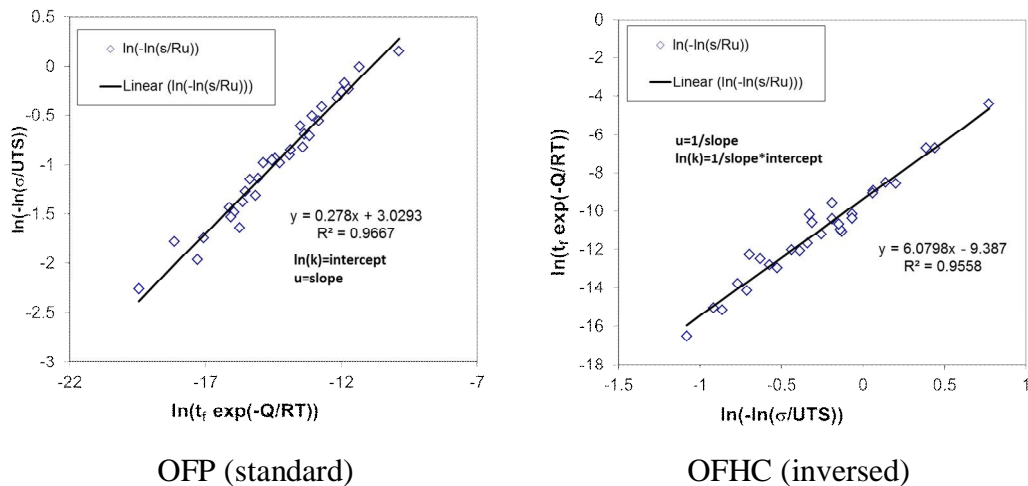 0.5
0
-0.5
-1
-1.5
-2
-2.5
-3
ln(-ln(σ/UTS))
ln(-ln(s/Ru))
Linear (ln(-ln(s/Ru)))
y = 0.278x + 3.0293
R² = 0.9667
ln(k)=intercept
u=slope
-22 -17 -12 -7
ln(tf exp(-Q/RT))
OFP (standard)
0
-2
-4
-6
-8
-10
-12
-14
-16
-18
ln(tf exp(-Q/RT))
ln(-ln(s/Ru))
Linear (ln(-ln(s/Ru)))
u=1/slope
ln(k)=1/slope*intercept
y = 6.0798x - 9.387
R² = 0.9558
-1.5 -1 -0.5 0 0.5 1
ln(-ln(σ/UTS))
OFHC (inversed)